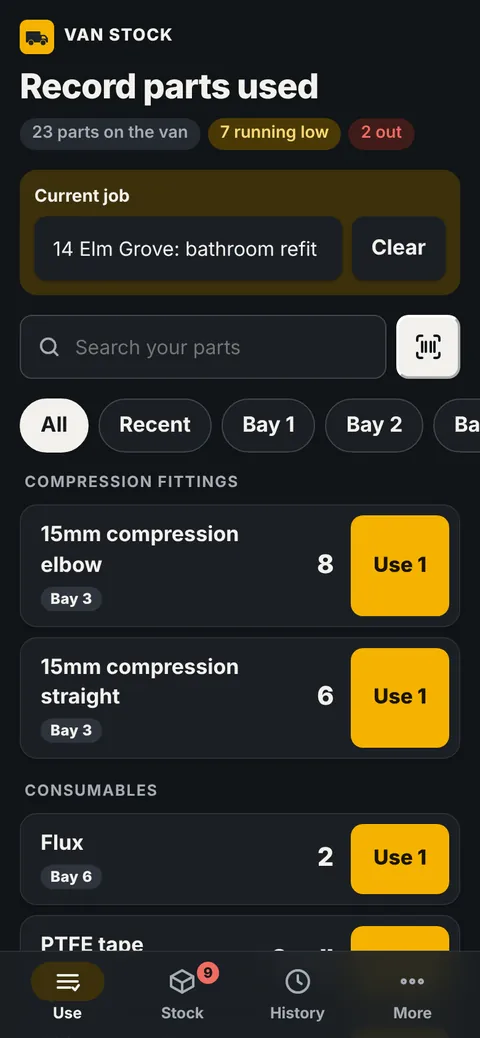 VAN STOCK
Record parts used
23 parts on the van
7 running low
2 out
Current job
14 Elm Grove: bathroom refit
Clear
Search your parts
All
Recent
Bay 1
Bay 2
Ba
COMPRESSION FITTINGS
15mm compression
elbow
Bay 3
8
Use 1
15mm compression
straight
Bay 3
6
Use 1
CONSUMABLES
Flux
Bay 6
2
Use 1
PTFE tape
9
Use
Stock
History
More